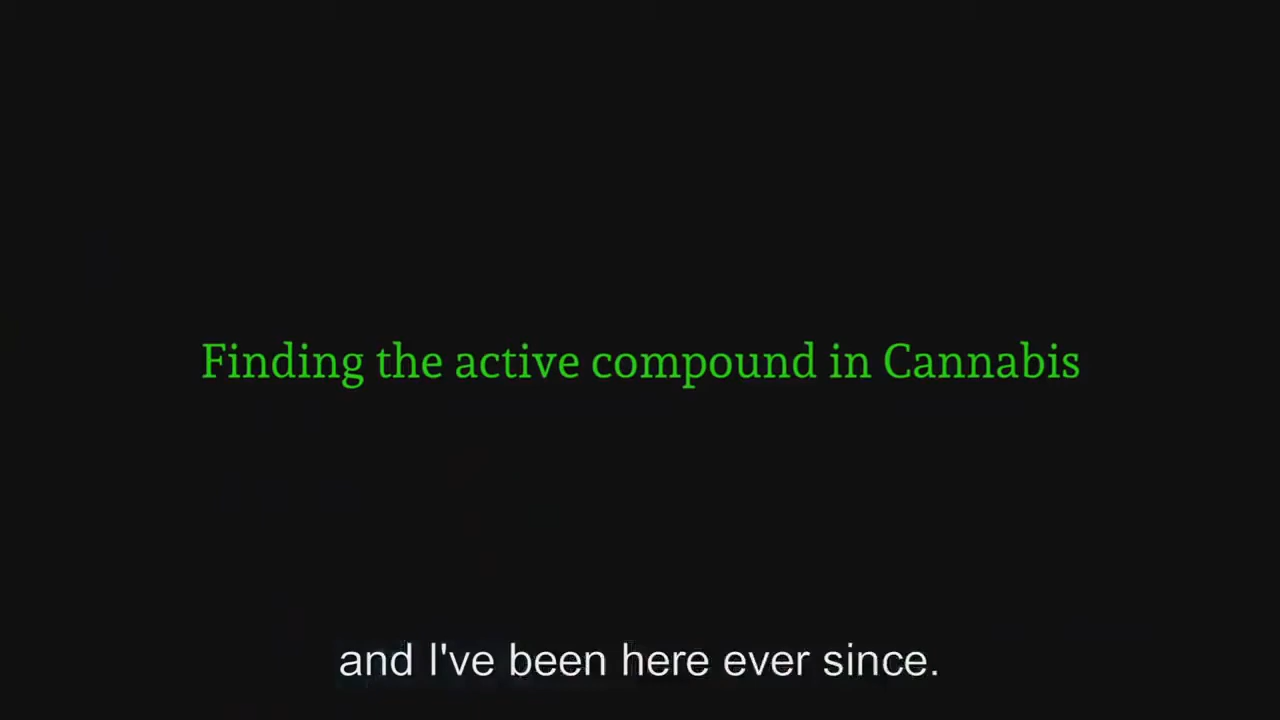 Finding the active compound in Cannabis
and I've been here ever since.